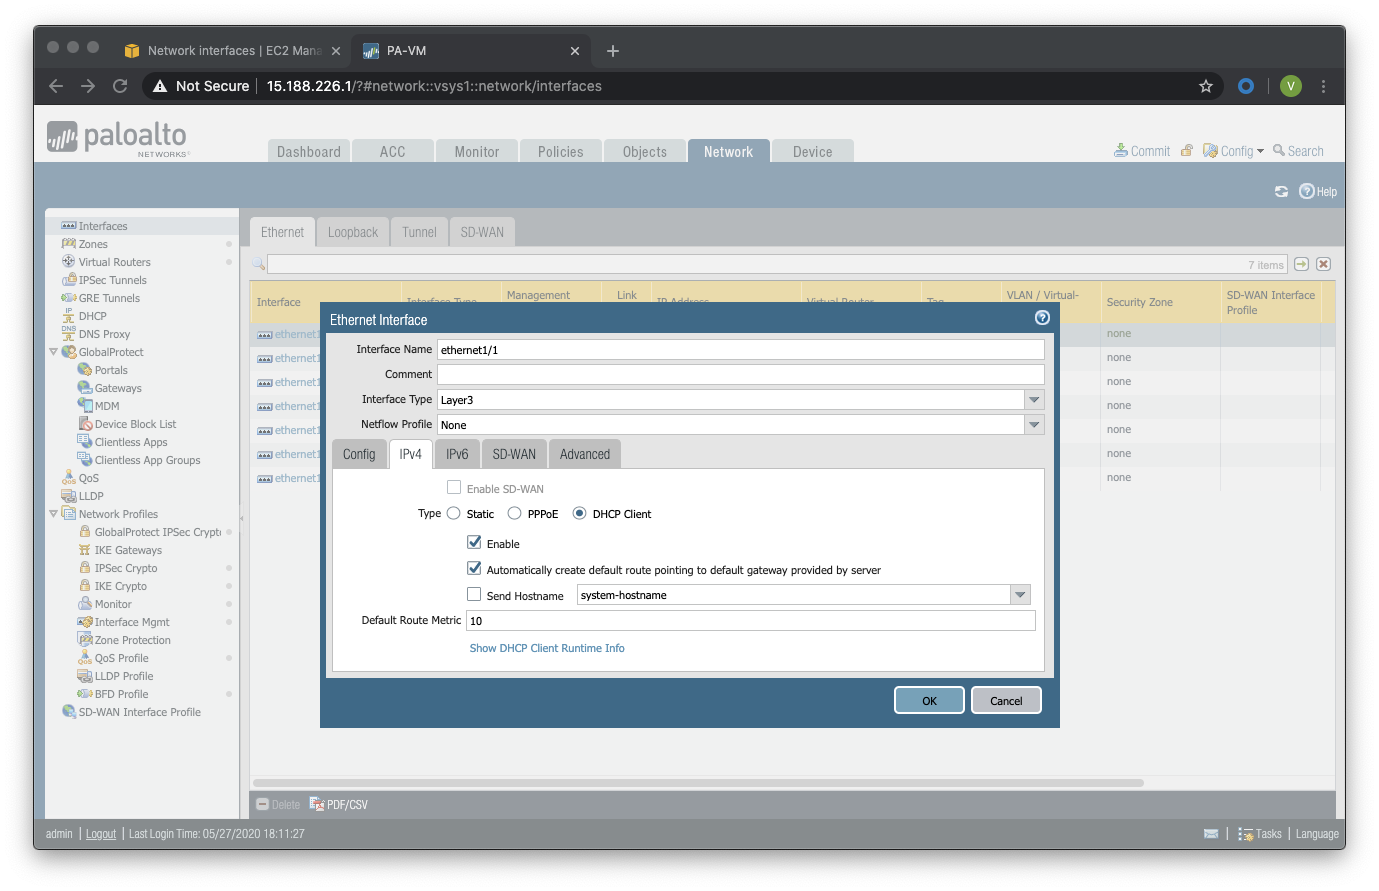 Network interfaces | EC2 Mana
PA-VM
Not Secure
15.188.226.1/?#network::vsys1::network/interfaces
V
paloalto
NETWORKS
Dashboard
ACC
Monitor
Policies
Objects
Network
Device
Commit
Config
Search
Help
Interfaces
Zones
Virtual Routers
IPSec Tunnels
GRE Tunnels
DHCP
DNS Proxy
GlobalProtect
Portals
Gateways
MDM
Device Block List
Clientless Apps
Clientless App Groups
QoS
LLDP
Network Profiles
GlobalProtect IPSec Crypt
IKE Gateways
IPSec Crypto
IKE Crypto
Monitor
Interface Mgmt
Zone Protection
QoS Profile
LLDP Profile
BFD Profile
SD-WAN Interface Profile
Ethernet
Loopback
Tunnel
SD-WAN
7 items
Interface
Interface Type
Management
Link
IP Address
Virtual Router
Tag
VLAN / Virtual-
Security Zone
SD-WAN Interface
Profile
ethernet1
none
ethernet1
none
ethernet1
none
ethernet1
none
ethernet1
none
ethernet1
none
ethernet1
none
Ethernet Interface
Interface Name ethernet1/1
Comment
Interface Type Layer3
Netflow Profile None
Config
IPv4
IPv6
SD-WAN
Advanced
Enable SD-WAN
Type Static PPPoE DHCP Client
Enable
Automatically create default route pointing to default gateway provided by server
Send Hostname system-hostname
Default Route Metric 10
Show DHCP Client Runtime Info
OK
Cancel
Delete
PDF/CSV
admin | Logout | Last Login Time: 05/27/2020 18:11:27
Tasks | Language